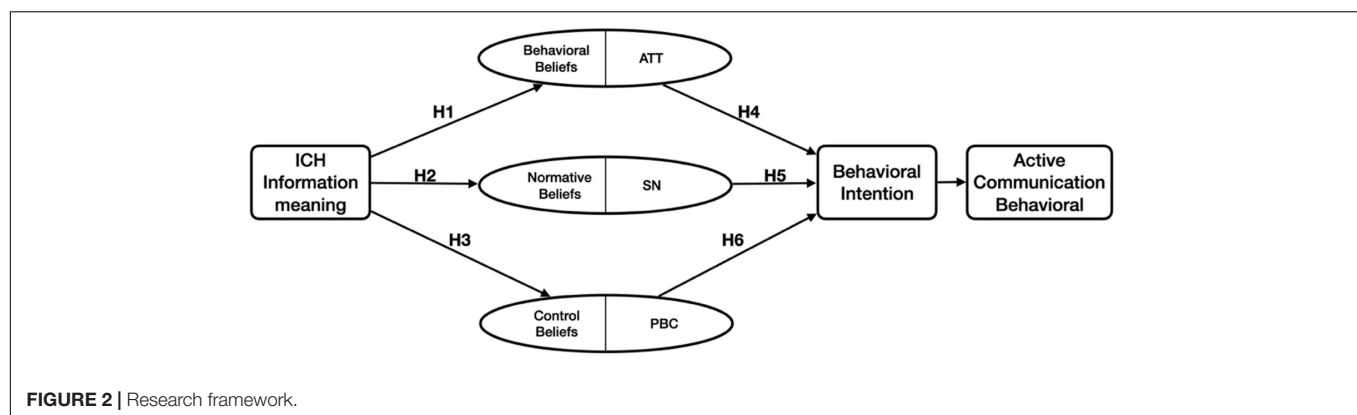 Behavioral
Beliefs
ATT
H1
H4
ICH
Information
meaning
H2
Normative
Beliefs
SN
H5
Behavioral
Intention
Active
Communication
Behavioral
H3
H6
Control
Beliefs
PBC
FIGURE 2 | Research framework.